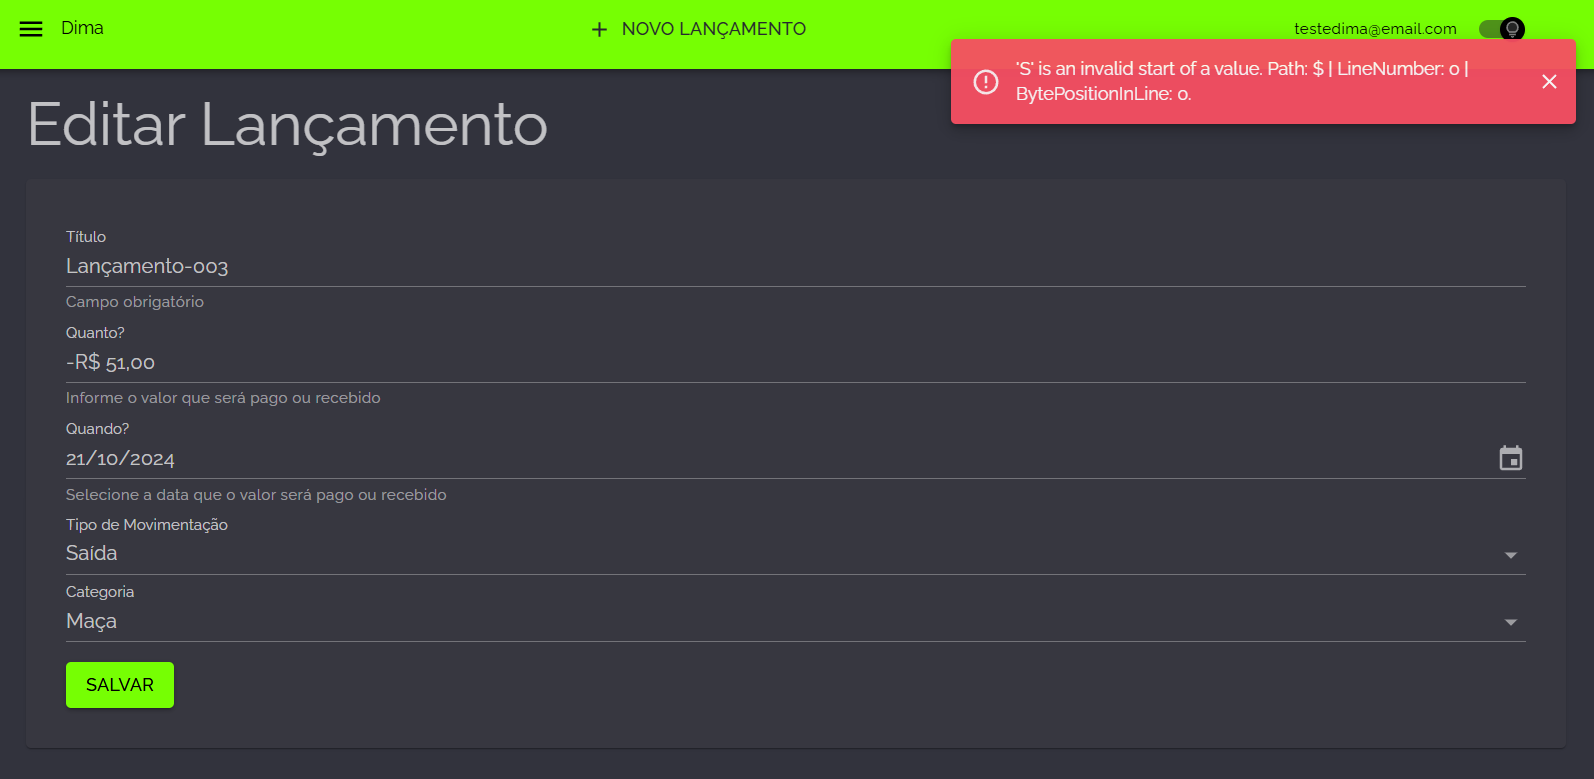 Dima
NOVO LANÇAMENTO
testedima@email.com
'S' is an invalid start of a value. Path: $ | LineNumber: 0 |
BytePositionInLine: 0.
Editar Lançamento
Título
Lançamento-003
Campo obrigatório
Quanto?
-R$ 51,00
Informe o valor que será pago ou recebido
Quando?
21/10/2024
Selecione a data que o valor será pago ou recebido
Tipo de Movimentação
Saída
Categoria
Maça
SALVAR